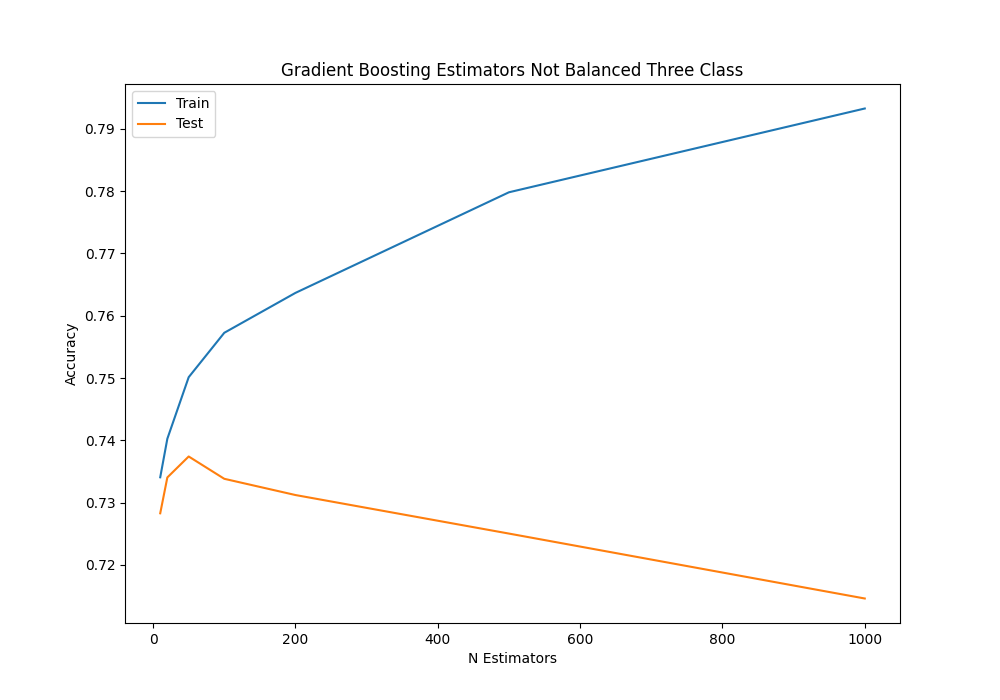 Gradient Boosting Estimators Not Balanced Three Class
Train
Test
0.79
0.78
0.77
0.76
0.75
0.74
0.73
0.72
Accuracy
0
200
400
600
800
1000
N Estimators